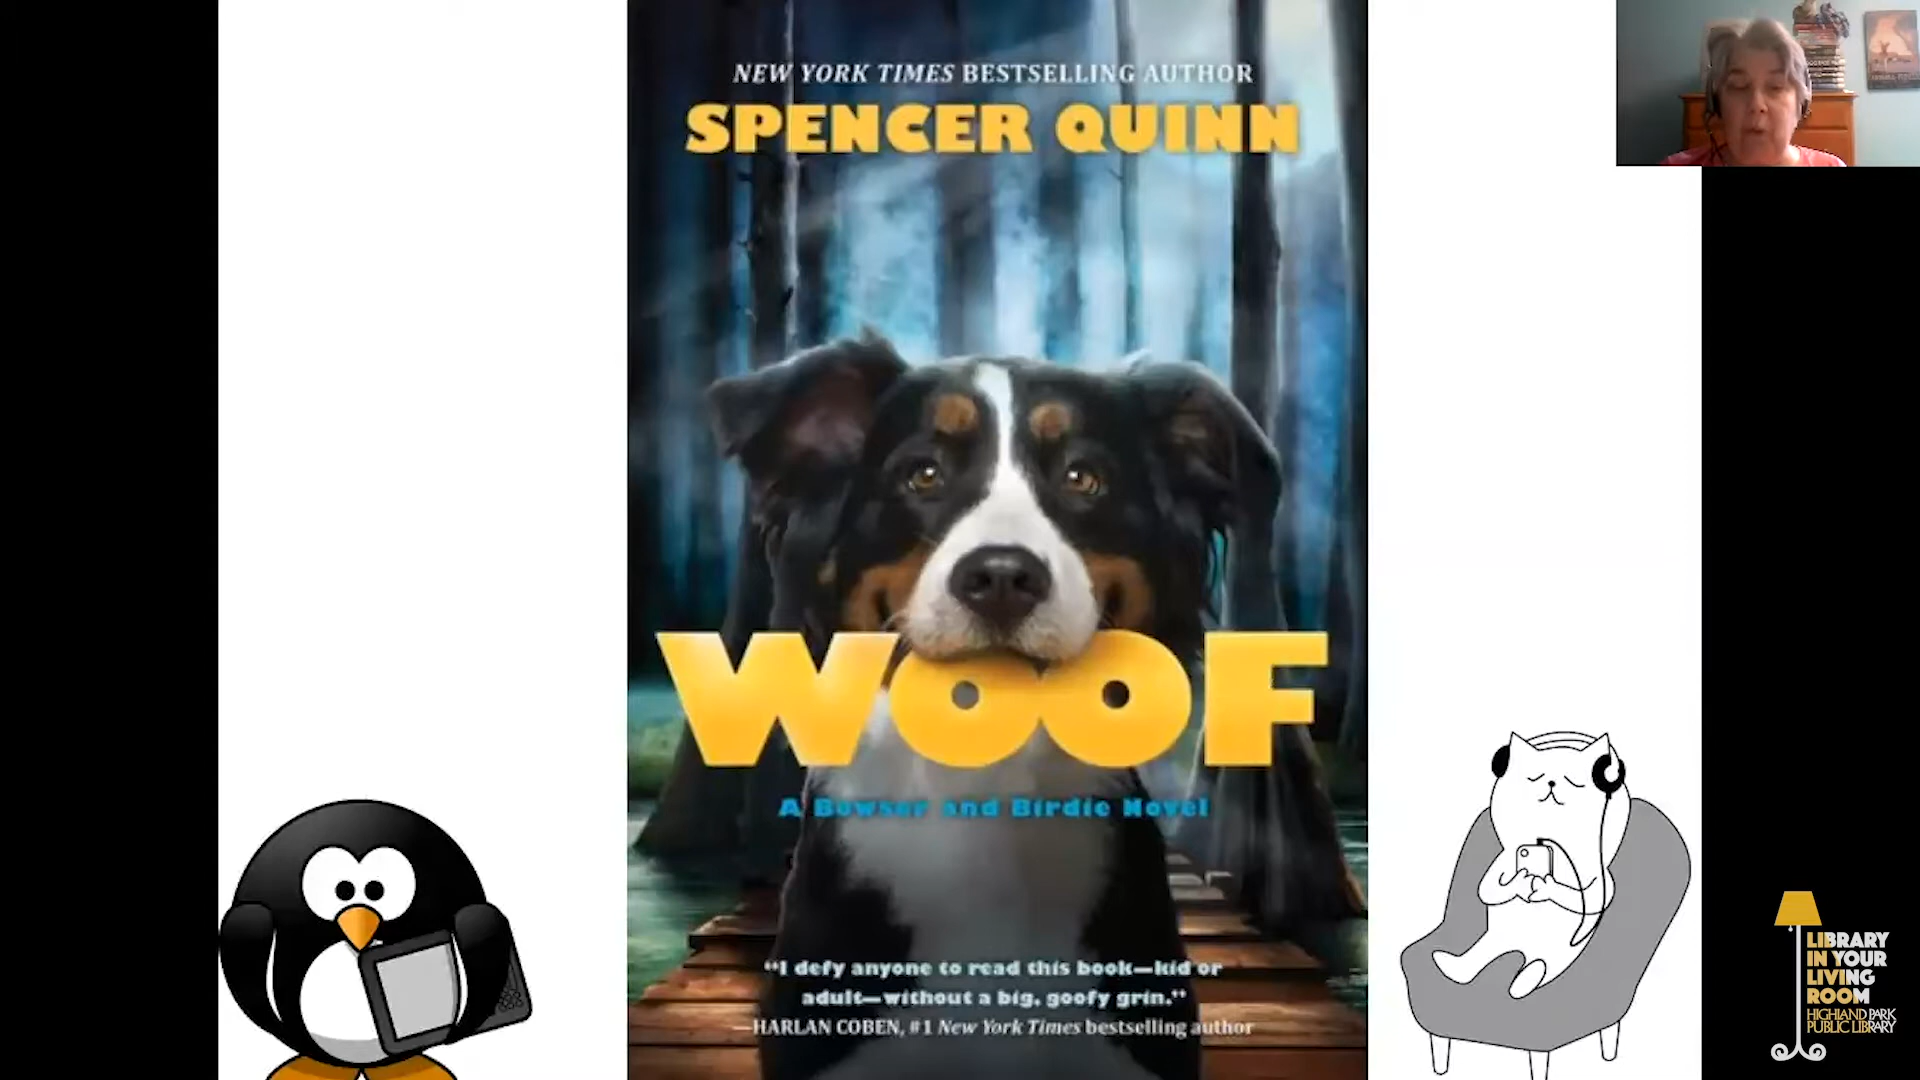 NEW YORK TIMES BESTSELLING AUTHOR
SPENCER QUINN
WOOF
A Bowser and Birdie Novel
“I defy anyone to read this book—kid or
adult—without a big, goofy grin.”
—HARLAN COBEN, #1 New York Times bestselling author
LIBRARY
IN YOUR
LIVING
ROOM
HIGHLAND PARK
PUBLIC LIBRARY